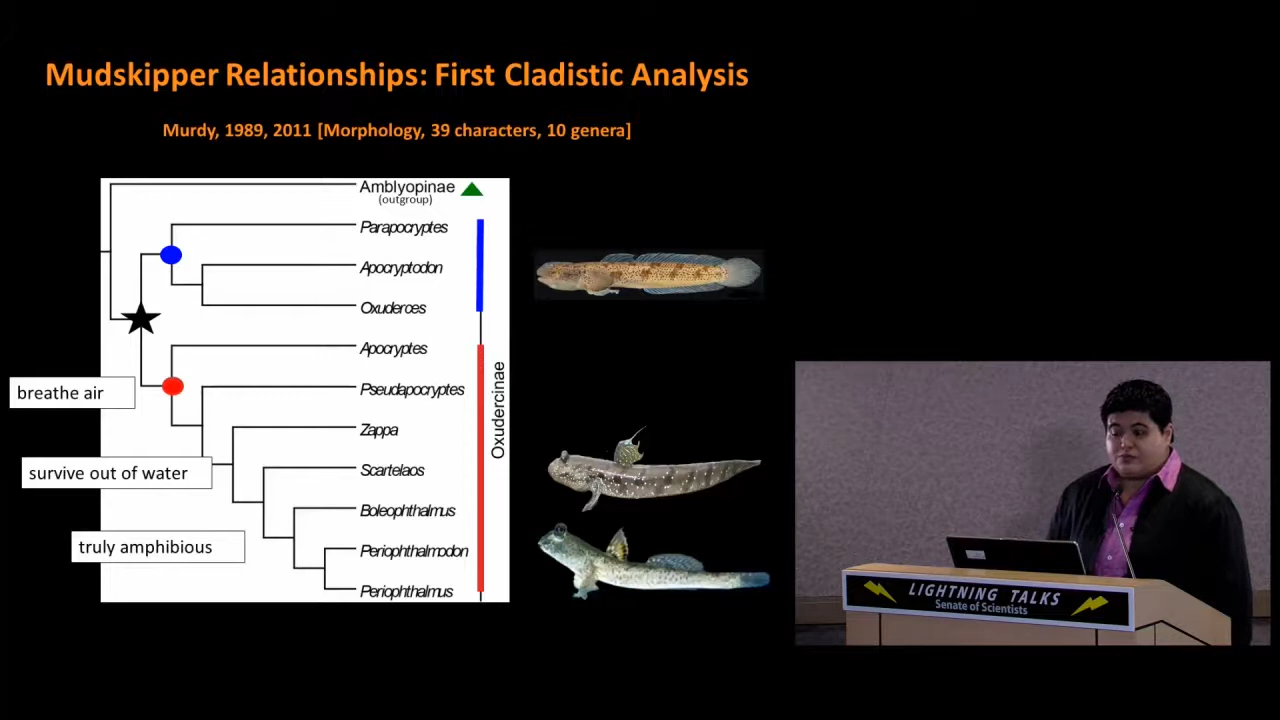 Mudskipper Relationships: First Cladistic Analysis
Murdy, 1989, 2011 [Morphology, 39 characters, 10 genera]
Amblyopinae
(outgroup)
Parapocryptes
Apocryptodon
Oxuderces
Apocryptes
Pseudapocryptes
Zappa
Scartelaos
Boleophthalmus
Periophthalmodon
Periophthalmus
Oxudercinae
breathe air
survive out of water
truly amphibious
LIGHTNING TALKS
Senate of Scientists